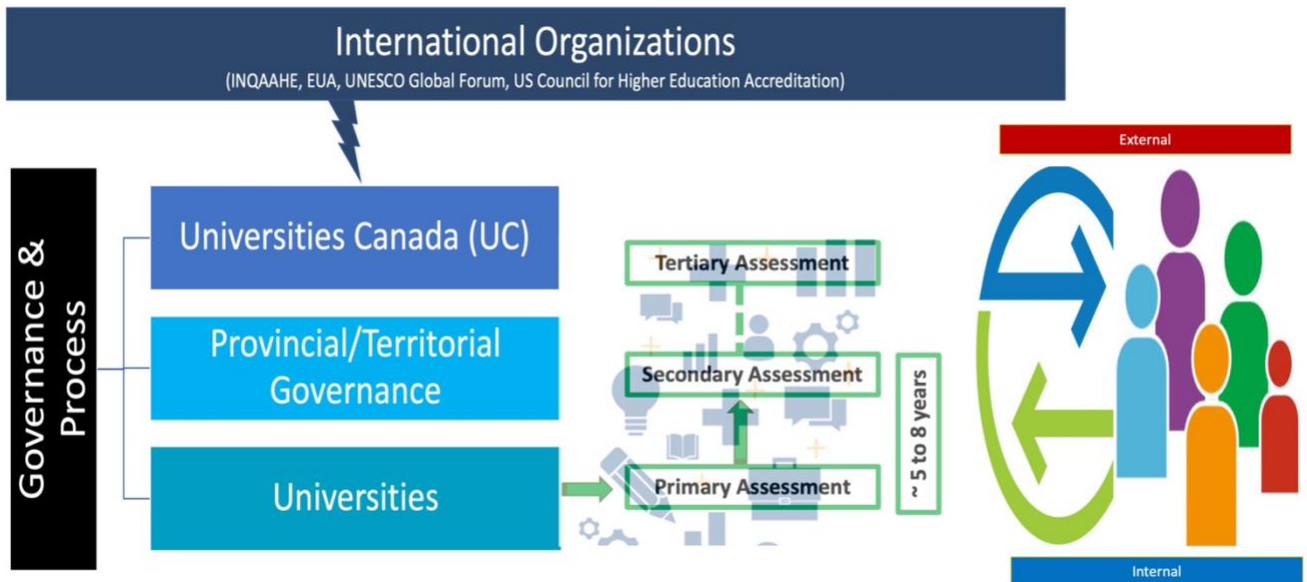 International Organizations
(INQAAHE, EUA, UNESCO Global Forum, US Council for Higher Education Accreditation)
External
Governance &
Process
Universities Canada (UC)
Tertiary Assessment
Provincial/Territorial
Governance
Secondary Assessment
~ 5 to 8 years
Universities
Primary Assessment
Internal